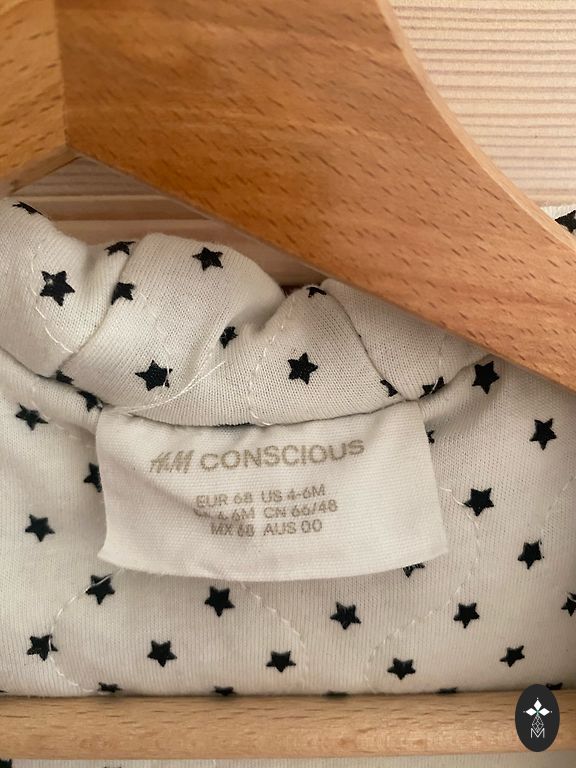 H&M CONSCIOUS
EUR 68 US 4-6M
4-6M CN 66/48
MX 68 AUS 00
M